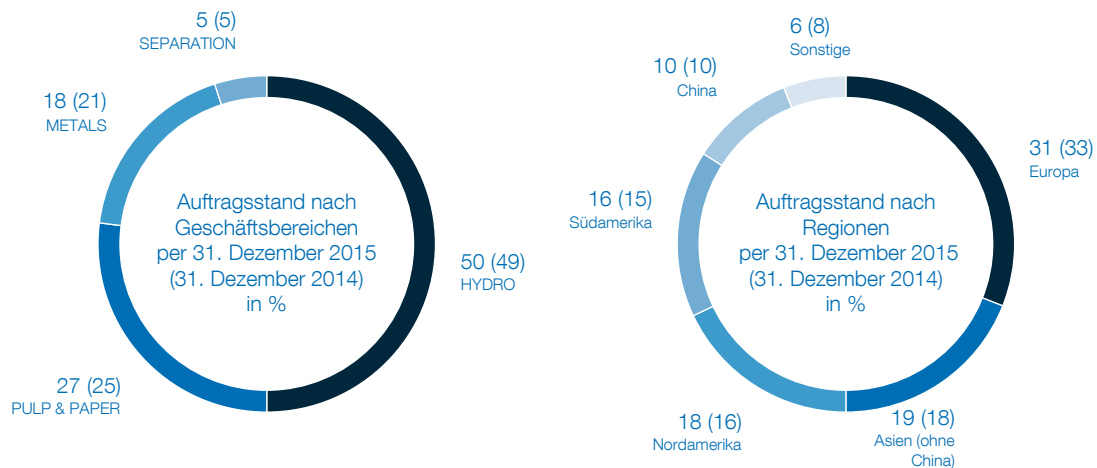 5 (5)
SEPARATION
18 (21)
METALS
Auftragsstand nach
Geschäftsbereichen
per 31. Dezember 2015
(31. Dezember 2014)
in %
50 (49)
HYDRO
27 (25)
PULP & PAPER
6 (8)
Sonstige
10 (10)
China
31 (33)
Europa
16 (15)
Südamerika
Auftragsstand nach
Regionen
per 31. Dezember 2015
(31. Dezember 2014)
in %
18 (16)
Nordamerika
19 (18)
Asien (ohne
China)